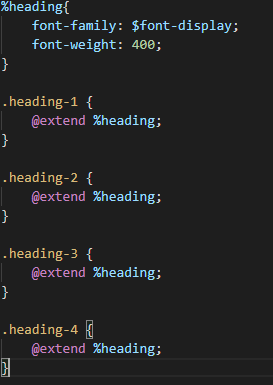 %heading{
    font-family: $font-display;
    font-weight: 400;
}

.heading-1 {
    @extend %heading;
}

.heading-2 {
    @extend %heading;
}

.heading-3 {
    @extend %heading;
}

.heading-4 {
    @extend %heading;
}